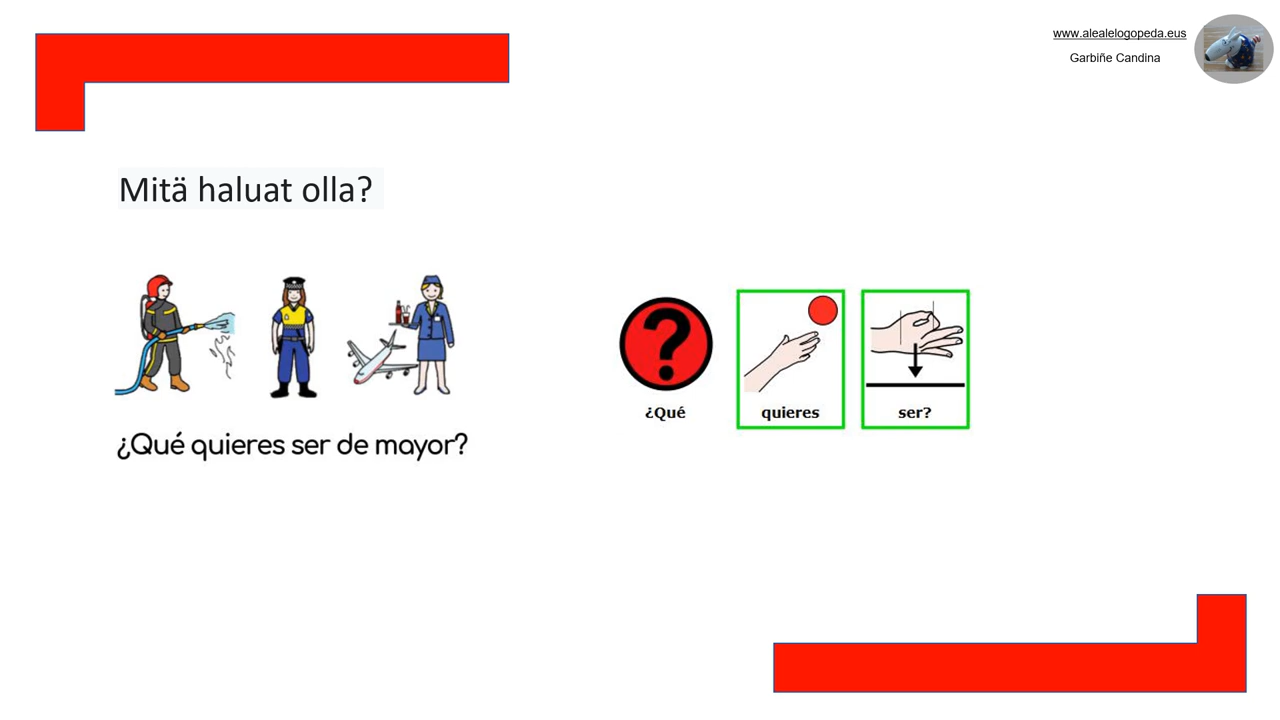 www.alealelogopeda.eus
Garbiñe Candina
Mitä haluat olla?
¿Qué quieres ser de mayor?
¿Qué quieres ser?